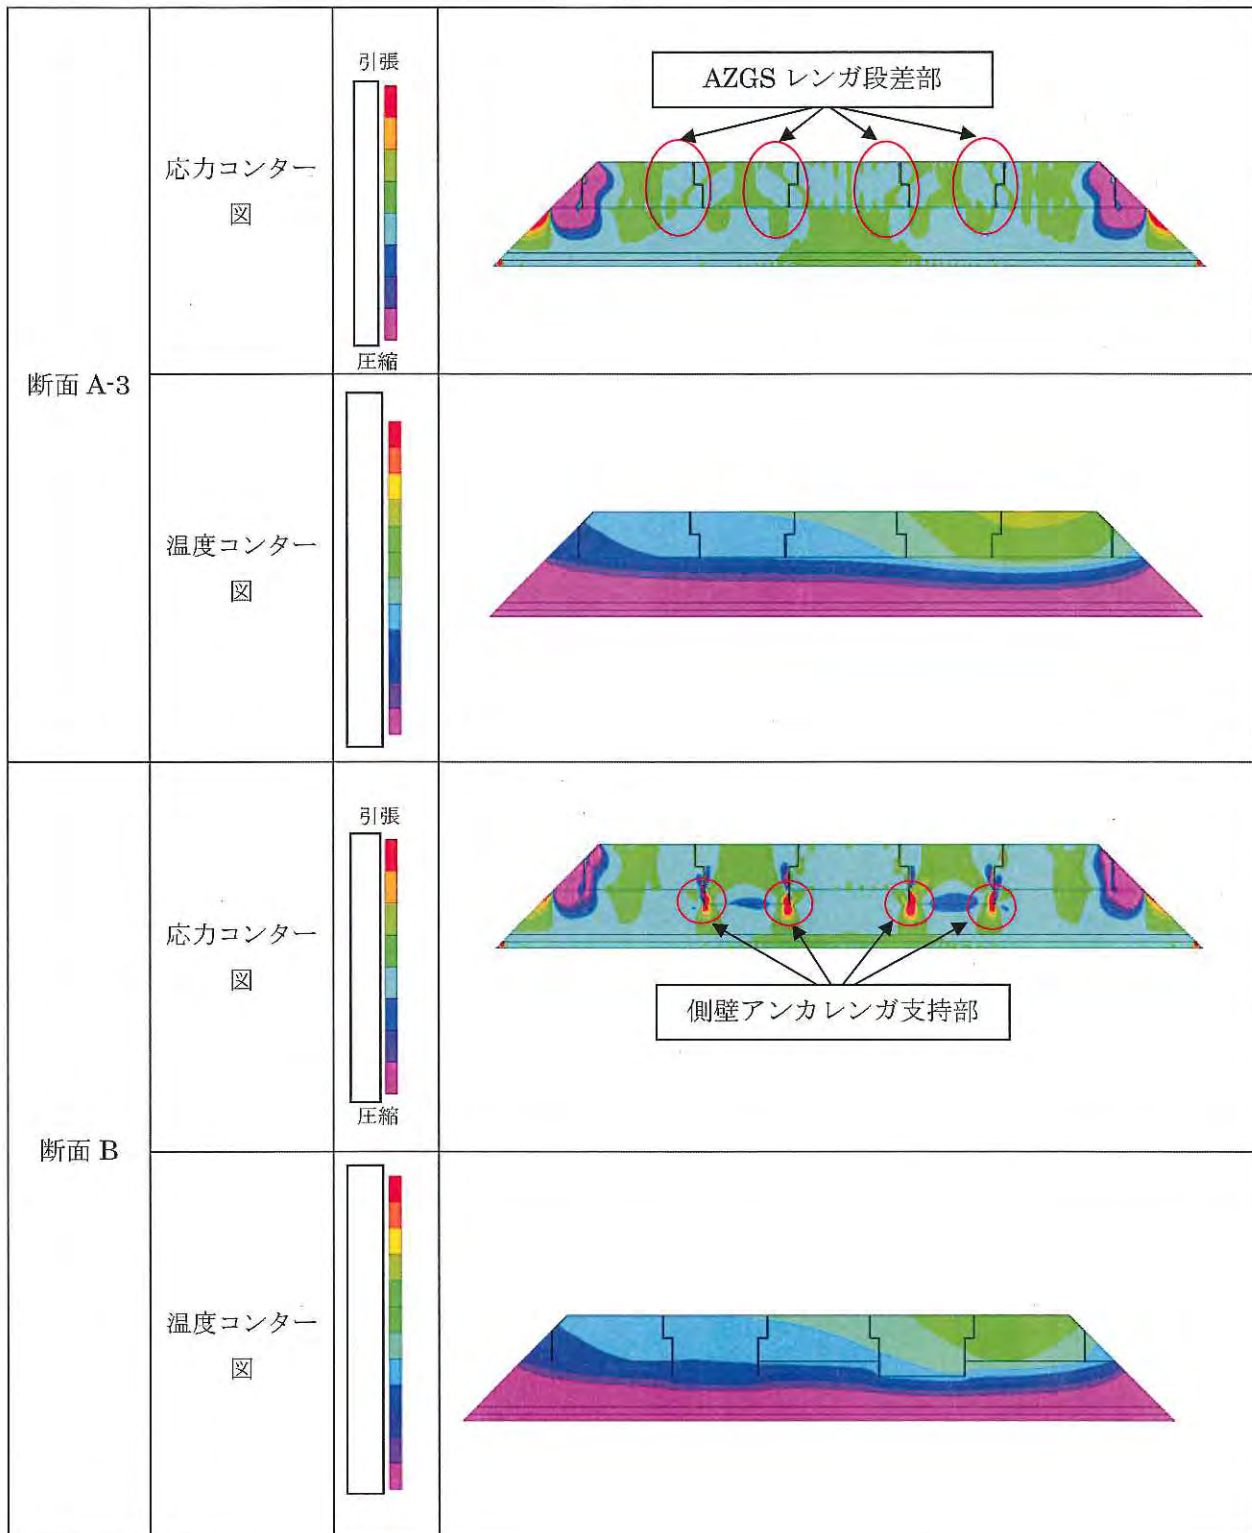 断面 A-3
応力コンター
図
引張
圧縮
AZGS レンガ段差部
温度コンター
図
断面 B
応力コンター
図
引張
圧縮
側壁アンカレンガ支持部
温度コンター
図